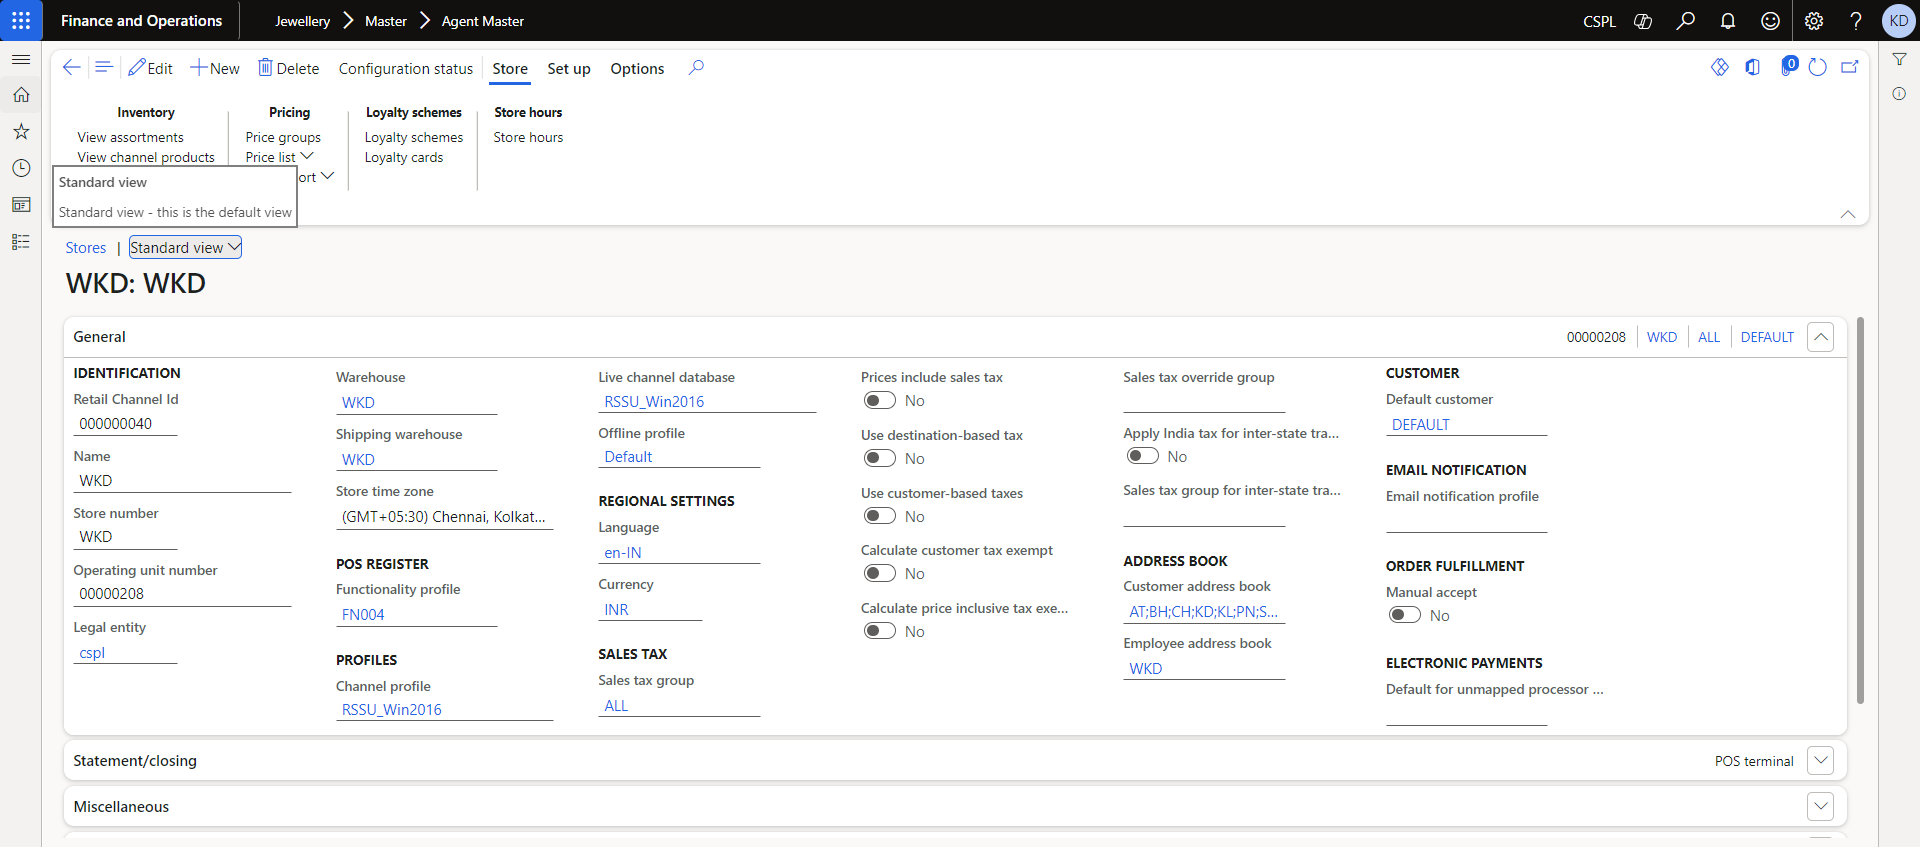 Finance and Operations
Jewellery > Master > Agent Master
CSPL
KD
Edit New Delete Configuration status Store Set up Options
0
Inventory
View assortments
View channel products
Pricing
Price groups
Price list
ort
Loyalty schemes
Loyalty schemes
Loyalty cards
Store hours
Store hours
Standard view
Standard view - this is the default view
Stores | Standard view
WKD: WKD
General
00000208 WKD ALL DEFAULT
IDENTIFICATION
Retail Channel Id
000000040
Name
WKD
Store number
WKD
Operating unit number
00000208
Legal entity
cspl
Warehouse
WKD
Shipping warehouse
WKD
Store time zone
(GMT+05:30) Chennai, Kolkat...
POS REGISTER
Functionality profile
FN004
PROFILES
Channel profile
RSSU_Win2016
Live channel database
RSSU_Win2016
Offline profile
Default
REGIONAL SETTINGS
Language
en-IN
Currency
INR
SALES TAX
Sales tax group
ALL
Prices include sales tax
No
Use destination-based tax
No
Use customer-based taxes
No
Calculate customer tax exempt
No
Calculate price inclusive tax exe...
No
Sales tax override group
Apply India tax for inter-state tra...
No
Sales tax group for inter-state tra...
ADDRESS BOOK
Customer address book
AT;BH;CH;KD;KL;PN;S...
Employee address book
WKD
CUSTOMER
Default customer
DEFAULT
EMAIL NOTIFICATION
Email notification profile
ORDER FULFILLMENT
Manual accept
No
ELECTRONIC PAYMENTS
Default for unmapped processor ...
Statement/closing
POS terminal
Miscellaneous